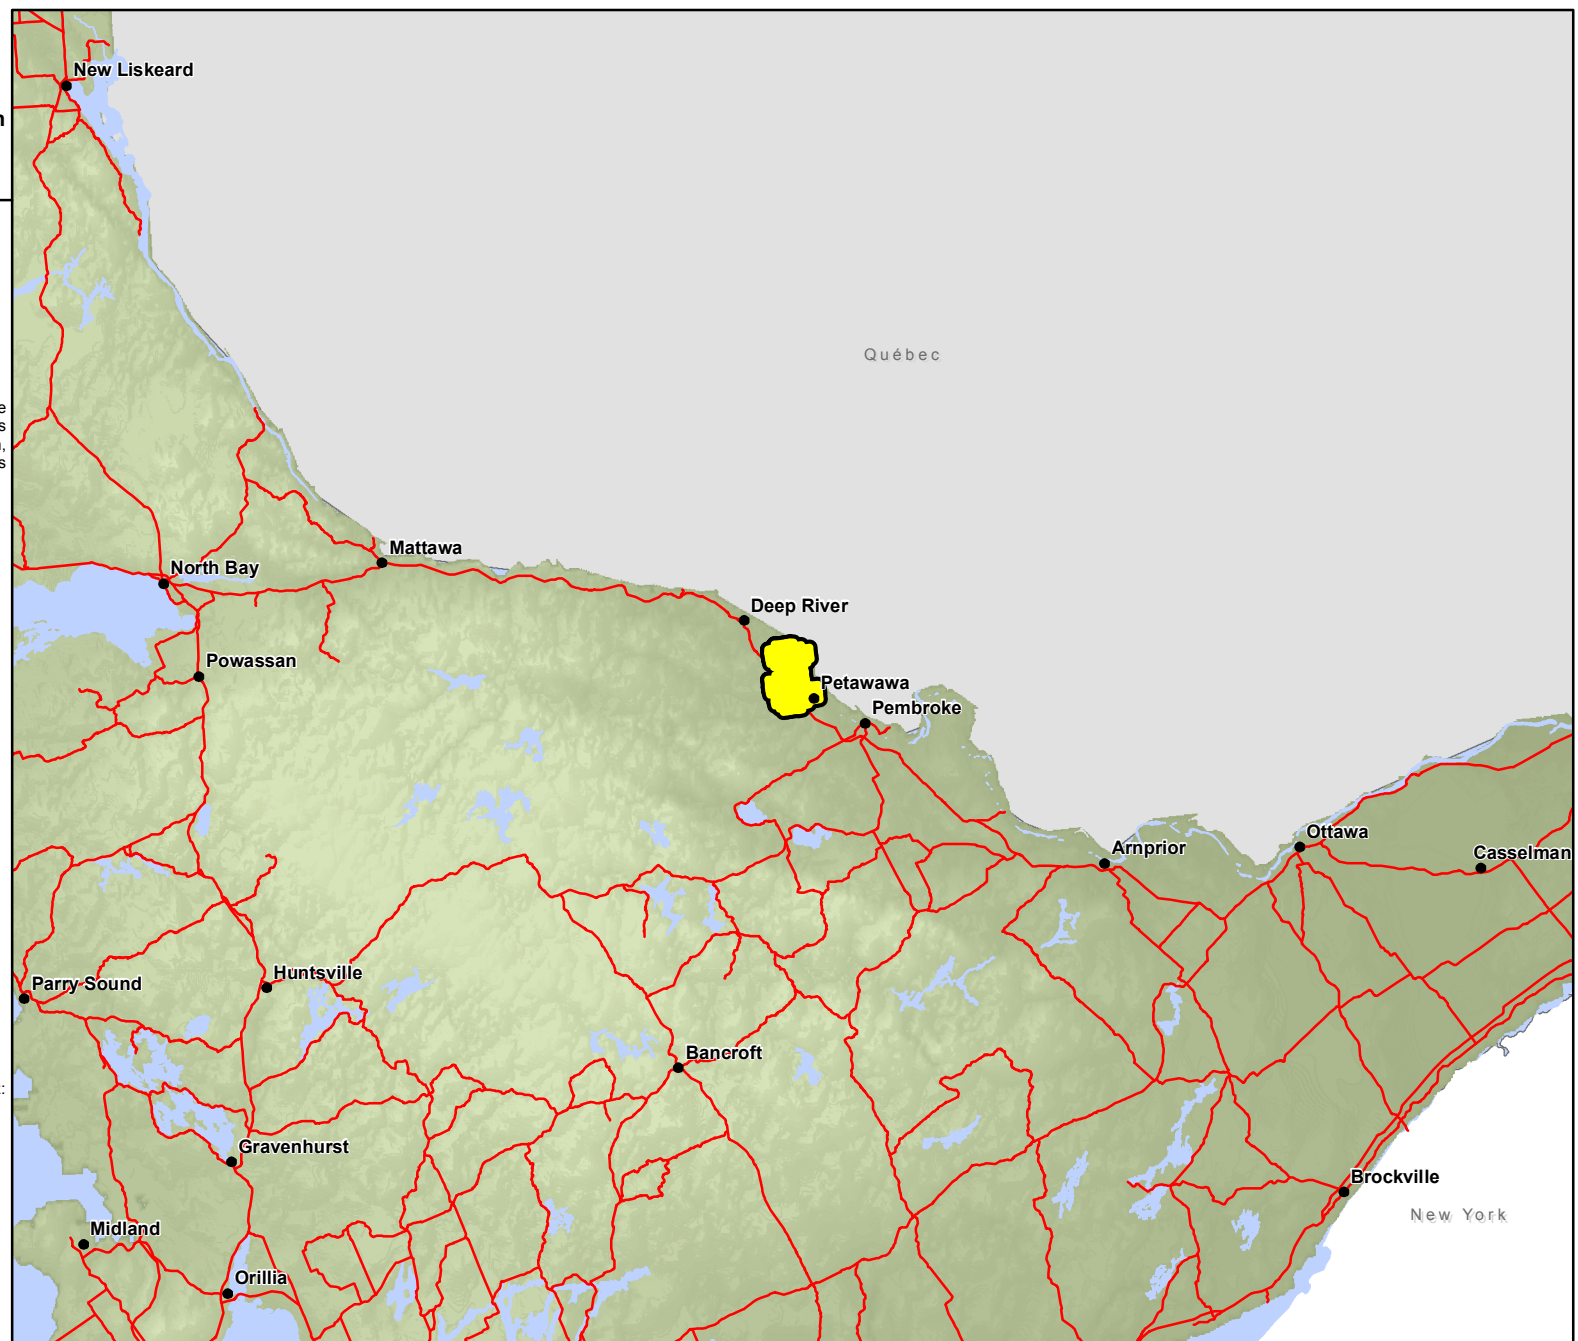 New Liskeard
Québec
Mattawa
North Bay
Deep River
Powassan
Petawawa
Pembroke
Ottawa
Arnprior
Casselman
Huntsville
Parry Sound
Bancroft
Gravenhurst
Brockville
New York
Midland
Orillia